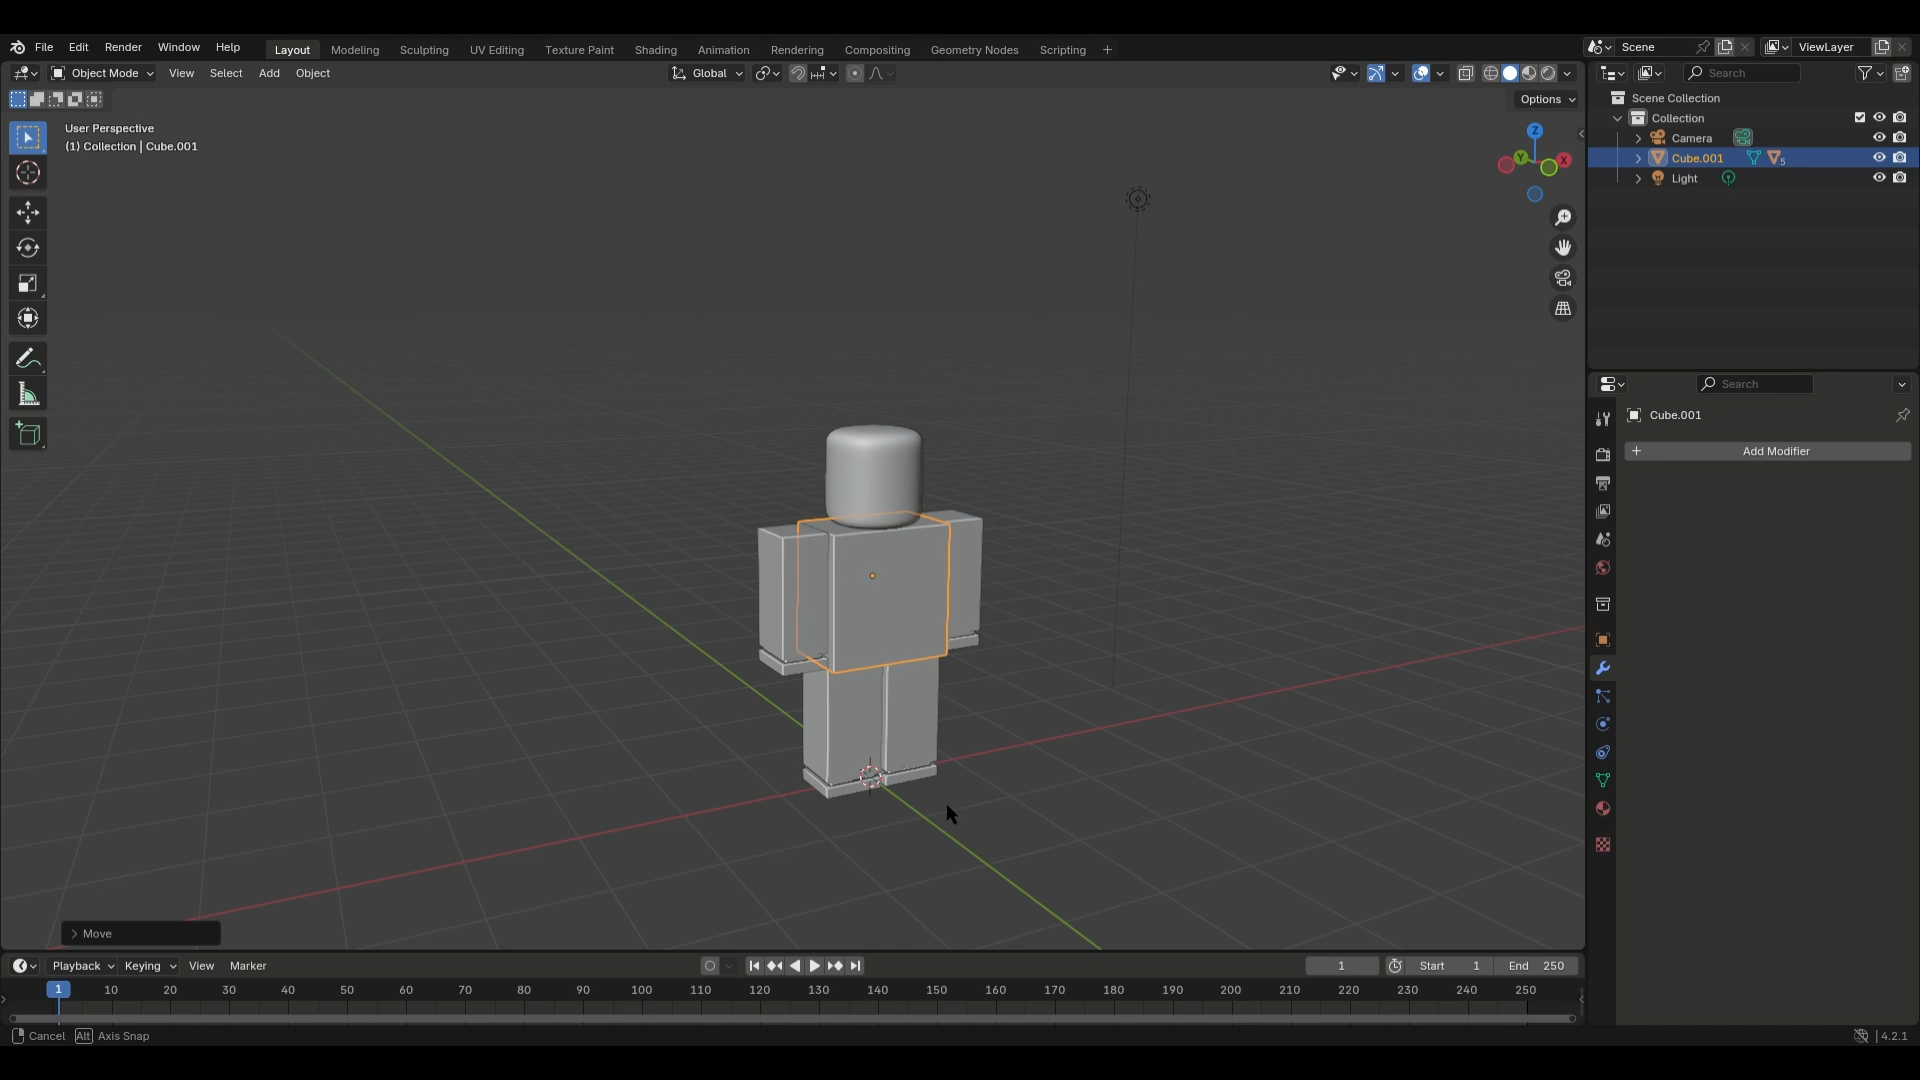 File Edit Render Window Help Layout Modeling Sculpting UV Editing Texture Paint Shading Animation Rendering Compositing Geometry Nodes Scripting + Scene ViewLayer
Object Mode View Select Add Object Global Search
Options
User Perspective
(1) Collection | Cube.001
Z
Y
X
Scene Collection
Collection
Camera
Cube.001 5
Light
Search
Cube.001
+ Add Modifier
> Move
Playback Keying View Marker 1 Start 1 End 250
1 10 20 30 40 50 60 70 80 90 100 110 120 130 140 150 160 170 180 190 200 210 220 230 240 250
Cancel Alt Axis Snap 4.2.1